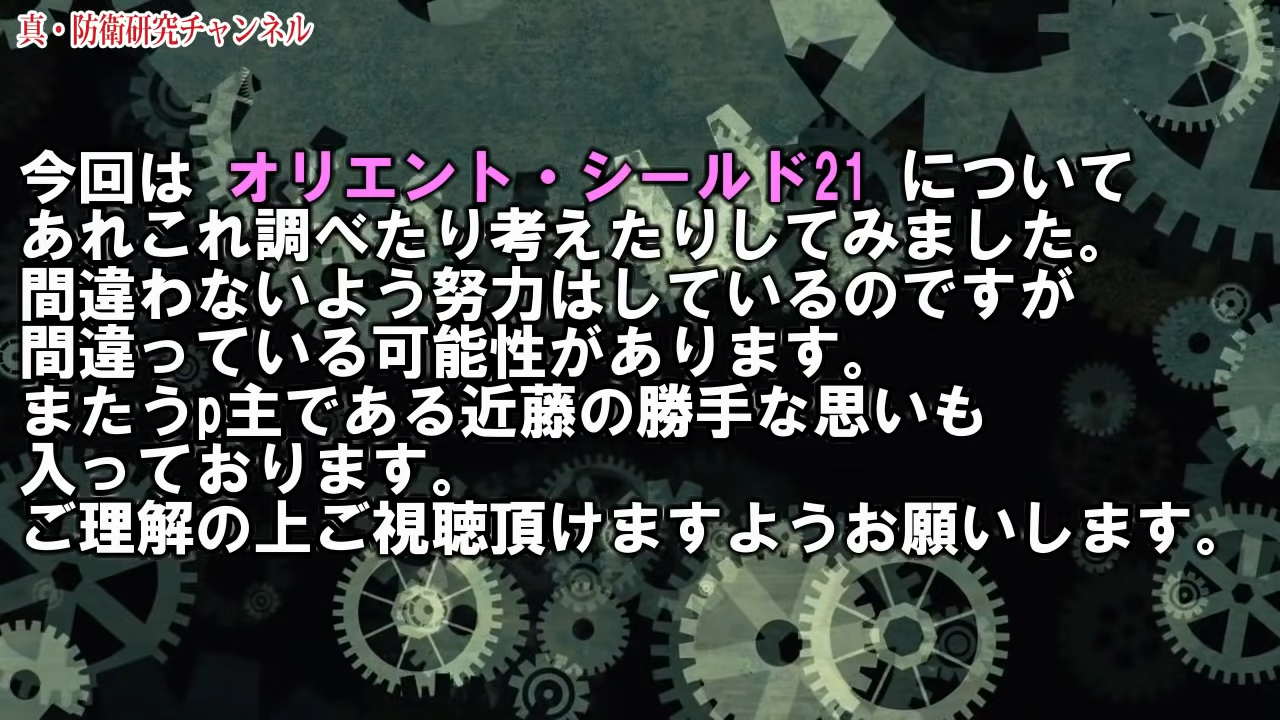 真・防衛研究チャンネル
今回は オリエント・シールド21 について
あれこれ調べたり考えたりしてみました。
間違わないよう努力はしているのですが
間違っている可能性があります。
またうp主である近藤の勝手な思いも
入っております。
ご理解の上ご視聴頂けますようお願いします。